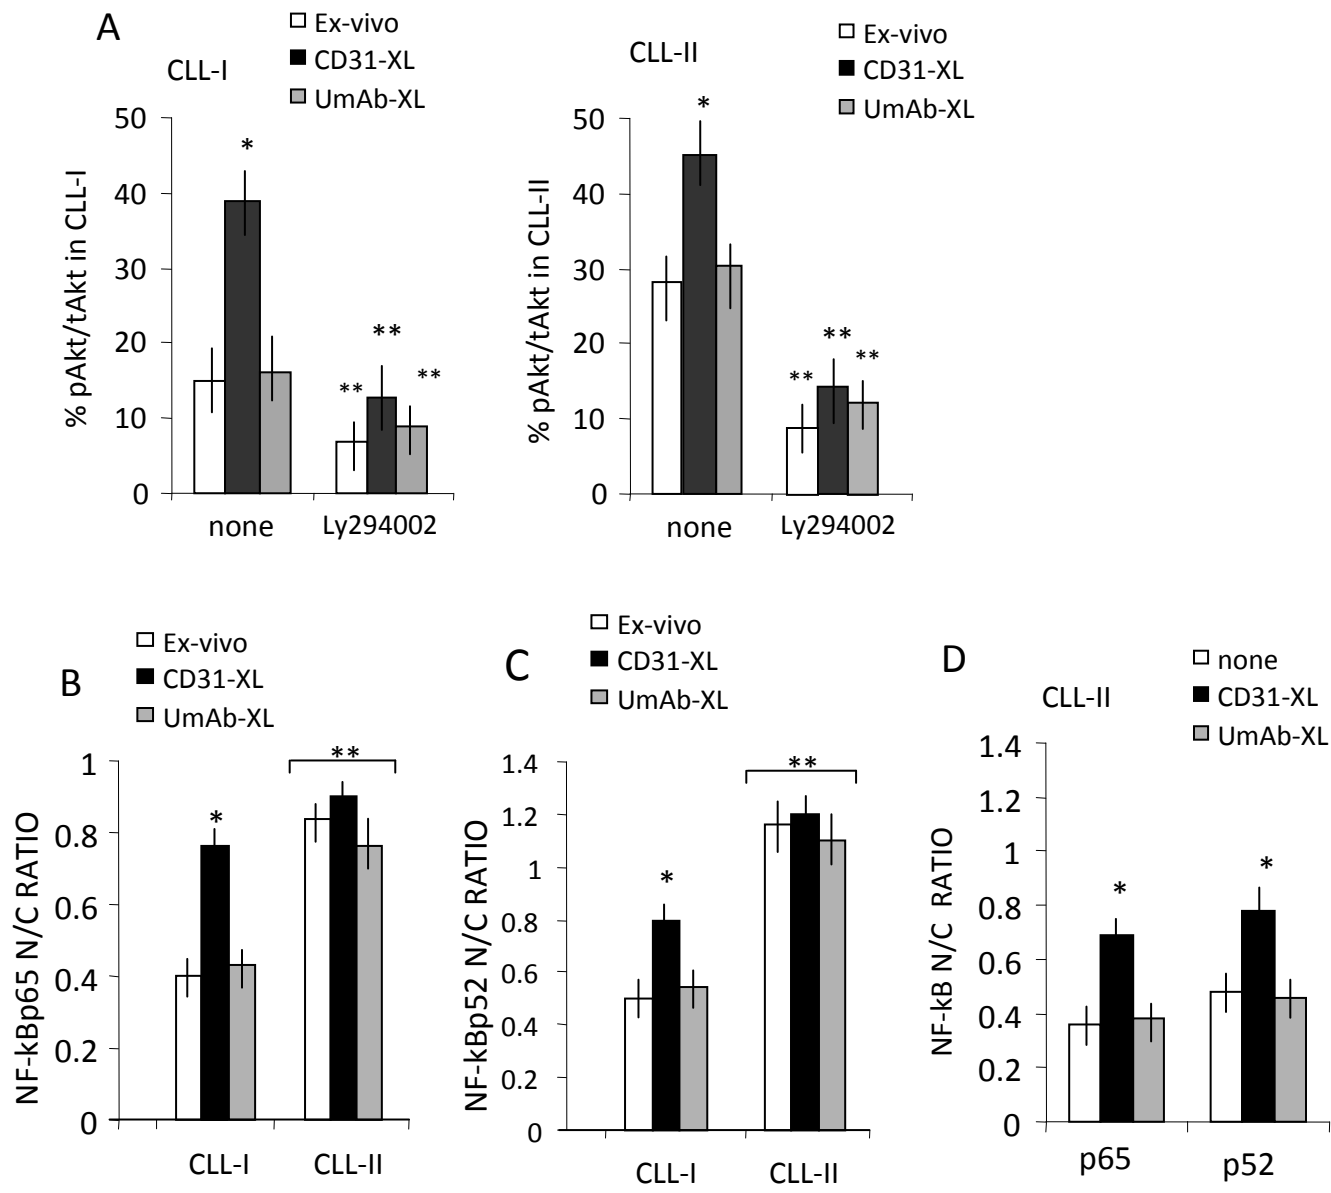 A
Ex-vivo
CD31-XL
UmAb-XL
CLL-I
% pAkt/tAkt in CLL-I
50
40
30
20
10
0
*
**
**
**
none
Ly294002
Ex-vivo
CD31-XL
UmAb-XL
CLL-II
% pAkt/tAkt in CLL-II
50
40
30
20
10
0
*
**
**
**
none
Ly294002
B
Ex-vivo
CD31-XL
UmAb-XL
NF-kBp65 N/C RATIO
1
0.8
0.6
0.4
0.2
0
*
**
CLL-I
CLL-II
C
Ex-vivo
CD31-XL
UmAb-XL
NF-kBp52 N/C RATIO
1.4
1.2
1
0.8
0.6
0.4
0.2
0
*
**
CLL-I
CLL-II
D
none
CD31-XL
UmAb-XL
CLL-II
NF-kB N/C RATIO
1.4
1.2
1
0.8
0.6
0.4
0.2
0
*
*
p65
p52